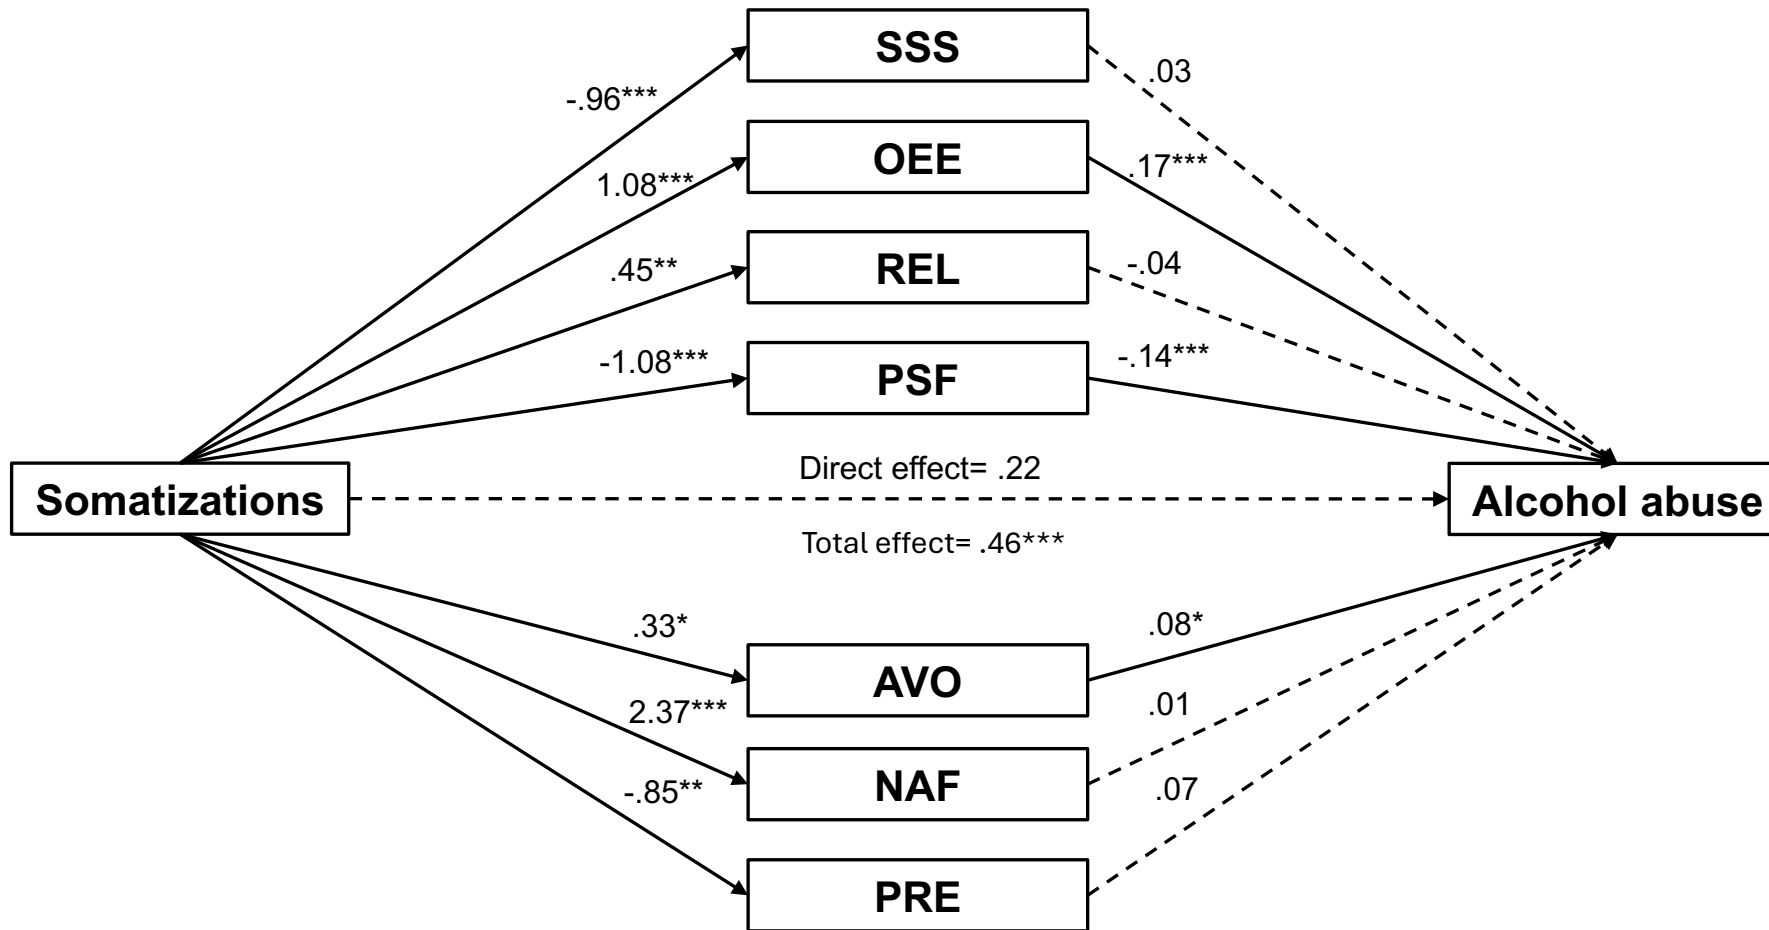 SSS
-.96***
.03
OEE
1.08***
.17***
REL
.45**
-.04
PSF
-1.08***
-.14***
Somatizations
Direct effect= .22
Total effect= .46***
Alcohol abuse
.33*
.08*
AVO
2.37***
.01
NAF
-.85**
.07
PRE